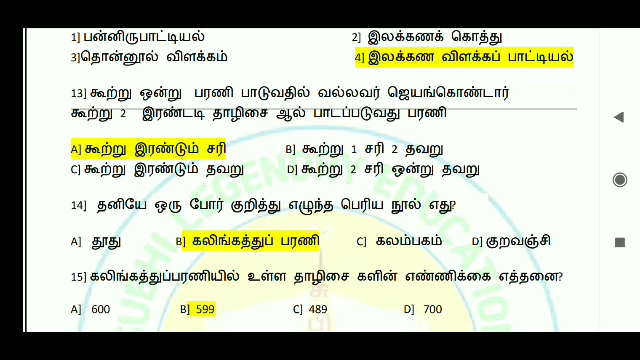 1] பன்னிருபாட்டியல் 2] இலக்கணக் கொத்து
3]தொன்னூல் விளக்கம் 4] இலக்கண விளக்கப் பாட்டியல்
13] கூற்று ஒன்று பரணி பாடுவதில் வல்லவர் ஜெயங்கொண்டார்
கூற்று 2 இரண்டடி தாழிசை ஆல் பாடப்படுவது பரணி
A] கூற்று இரண்டும் சரி B] கூற்று 1 சரி 2 தவறு
C] கூற்று இரண்டும் தவறு D] கூற்று 2 சரி ஒன்று தவறு
14] தனியே ஒரு போர் குறித்து எழுந்த பெரிய நூல் எது?
A] தூது B] கலிங்கத்துப் பரணி C] கலம்பகம் D] குறவஞ்சி
15] கலிங்கத்துப்பரணியில் உள்ள தாழிசை களின் எண்ணிக்கை எத்தனை?
A] 600 B] 599 C] 489 D] 700